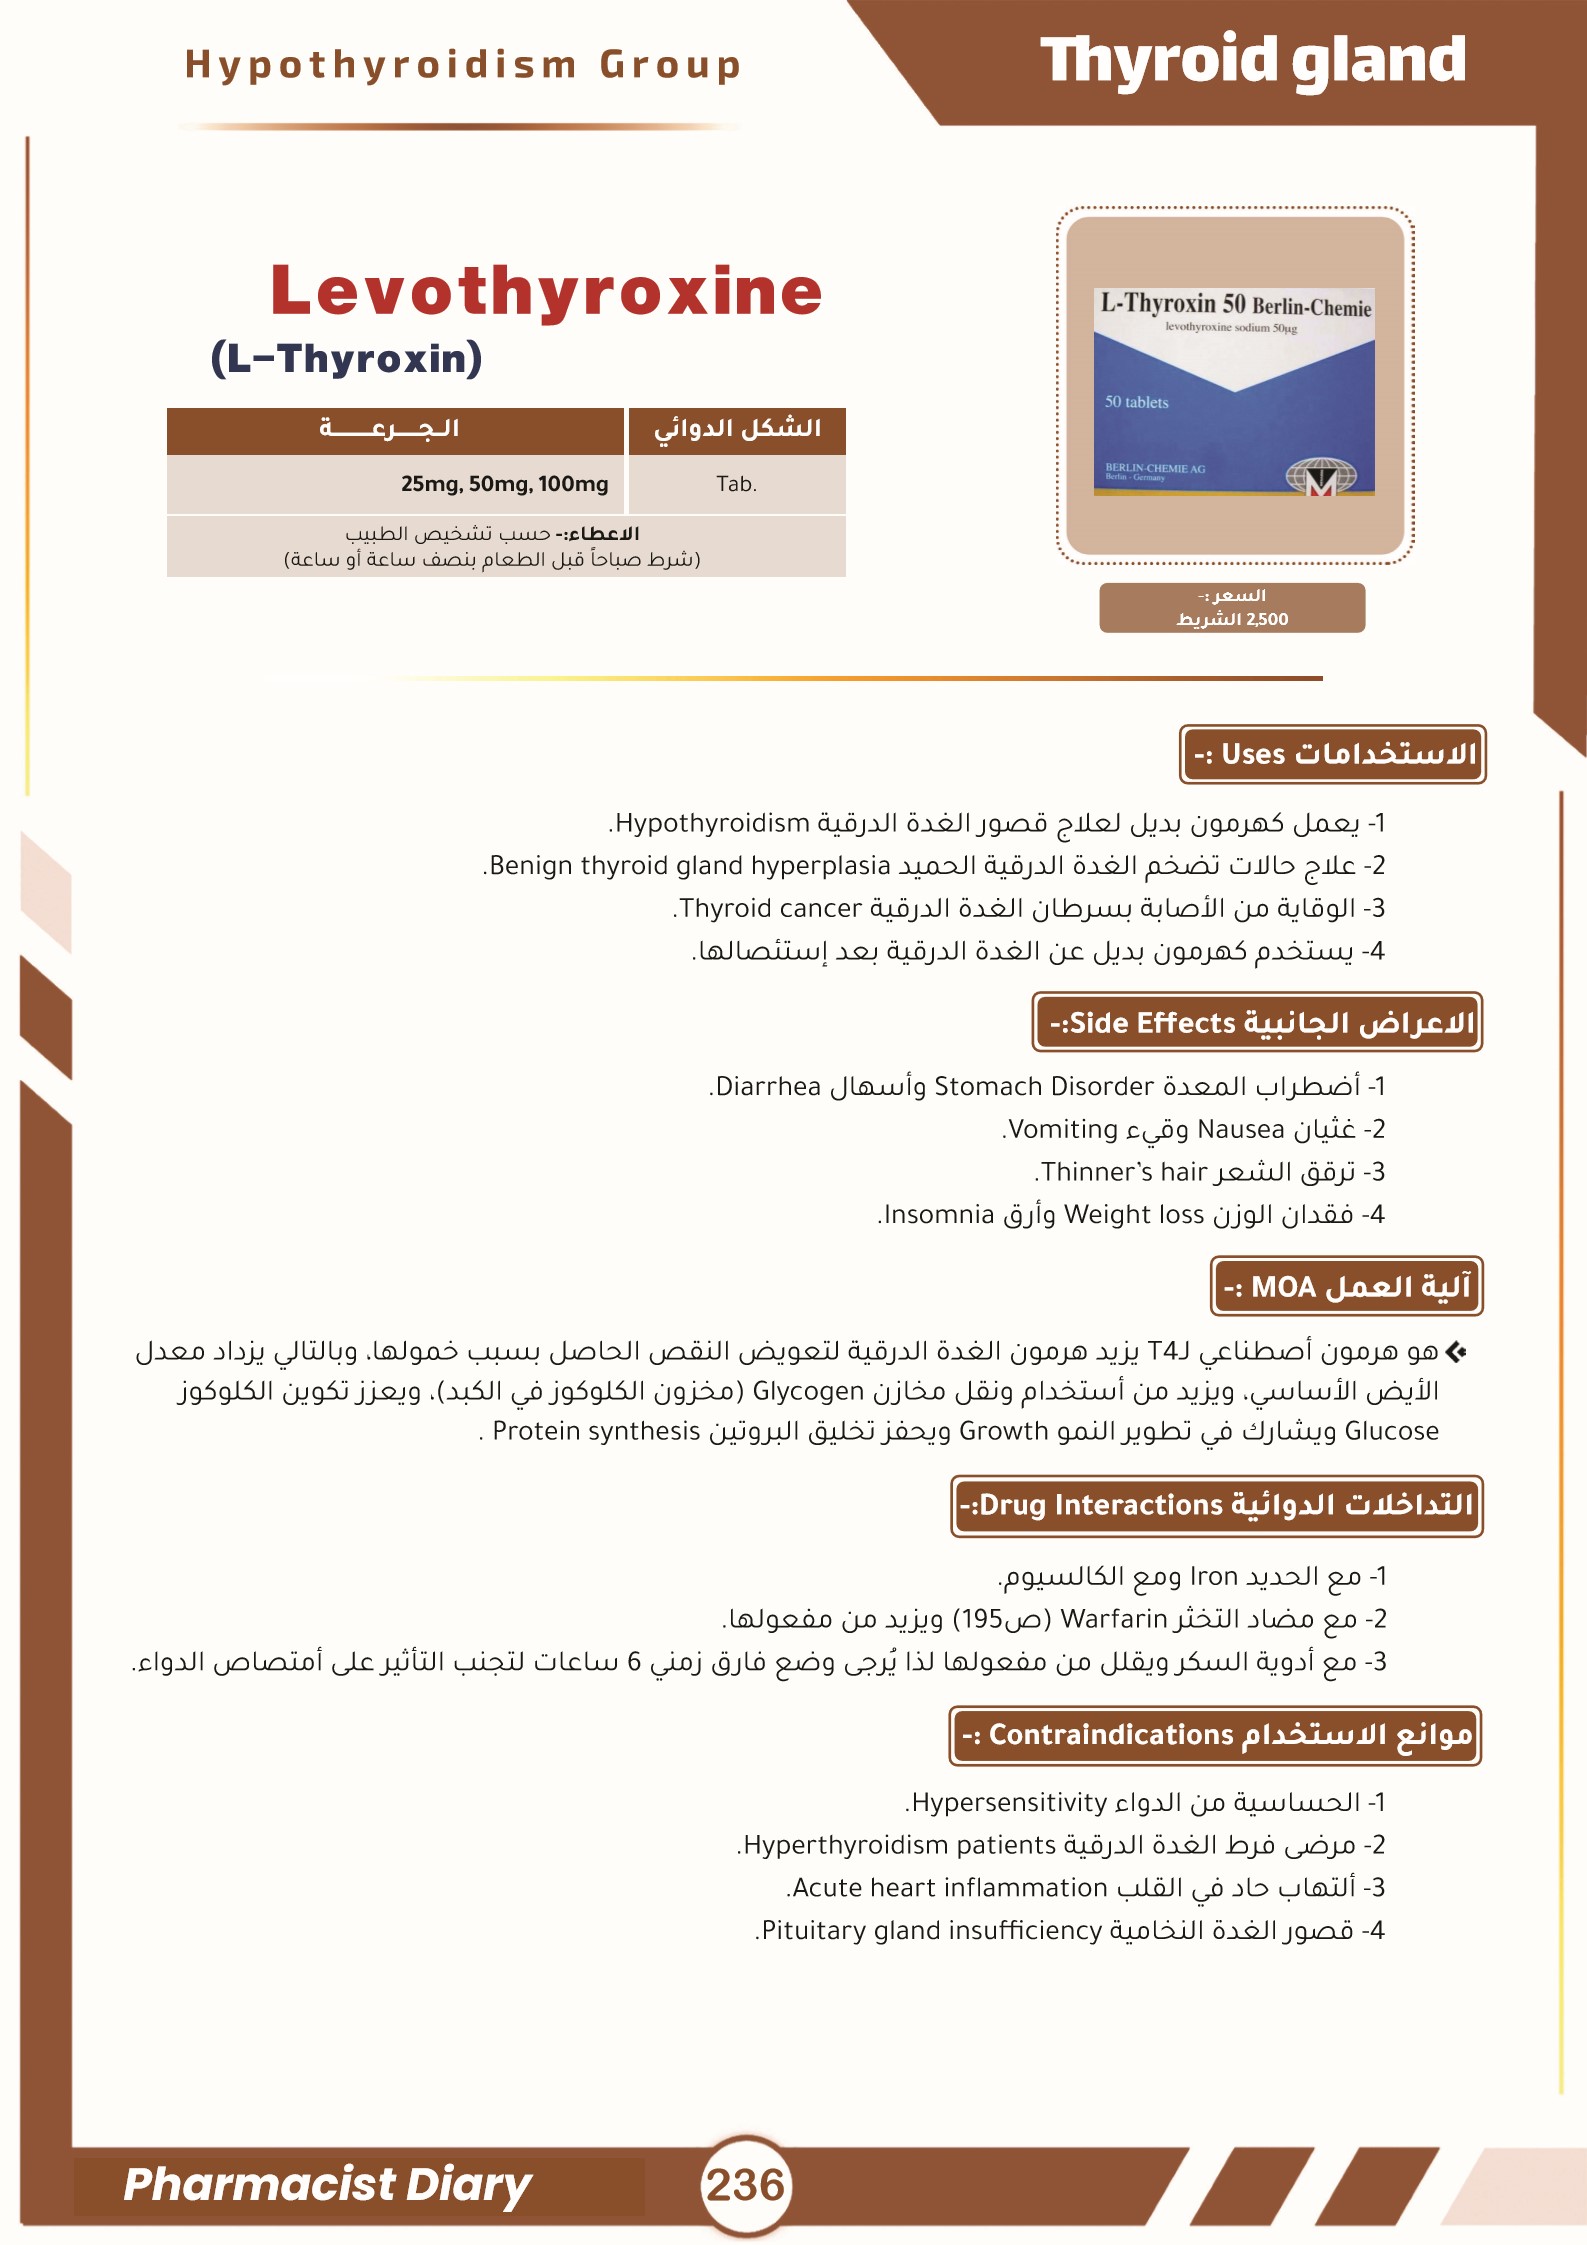 Hypothyroidism Group
Thyroid gland
Levothyroxine
(L-Thyroxin)
L-Thyroxin 50 Berlin-Chemie
levothyroxine sodium 50µg
50 tablets
BERLIN-CHEMIE AG
Berlin - Germany
الشكل الدوائي الـجـــرعـــــة
Tab. 25mg, 50mg, 100mg
الاعطاء:- حسب تشخيص الطبيب
(شرط صباحاً قبل الطعام بنصف ساعة أو ساعة)
السعر :-
2,500 الشريط
الاستخدامات Uses :-
1- يعمل كهرمون بديل لعلاج قصور الغدة الدرقية Hypothyroidism.
2- علاج حالات تضخم الغدة الدرقية الحميد Benign thyroid gland hyperplasia.
3- الوقاية من الأصابة بسرطان الغدة الدرقية Thyroid cancer.
4- يستخدم كهرمون بديل عن الغدة الدرقية بعد إستئصالها.
الاعراض الجانبية Side Effects:-
1- أضطراب المعدة Stomach Disorder وأسهال Diarrhea.
2- غثيان Nausea وقيء Vomiting.
3- ترقق الشعر Thinner’s hair.
4- فقدان الوزن Weight loss وأرق Insomnia.
آلية العمل MOA :-
هو هرمون أصطناعي لـT4 يزيد هرمون الغدة الدرقية لتعويض النقص الحاصل بسبب خمولها، وبالتالي يزداد معدل
الأيض الأساسي، ويزيد من أستخدام ونقل مخازن Glycogen (مخزون الكلوكوز في الكبد)، ويعزز تكوين الكلوكوز
Glucose ويشارك في تطوير النمو Growth ويحفز تخليق البروتين Protein synthesis .
التداخلات الدوائية Drug Interactions:-
1- مع الحديد Iron ومع الكالسيوم.
2- مع مضاد التخثر Warfarin (ص195) ويزيد من مفعولها.
3- مع أدوية السكر ويقلل من مفعولها لذا يُرجى وضع فارق زمني 6 ساعات لتجنب التأثير على أمتصاص الدواء.
موانع الاستخدام Contraindications :-
1- الحساسية من الدواء Hypersensitivity.
2- مرضى فرط الغدة الدرقية Hyperthyroidism patients.
3- ألتهاب حاد في القلب Acute heart inflammation.
4- قصور الغدة النخامية Pituitary gland insufficiency.
Pharmacist Diary
236